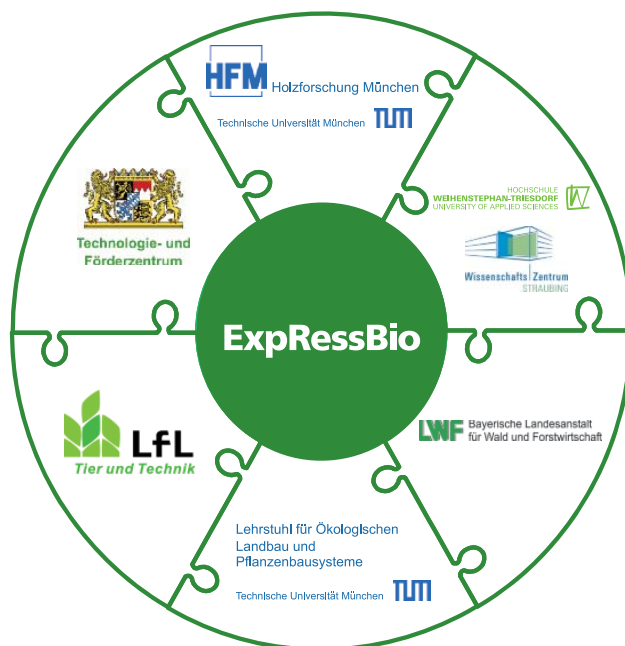 HFM Holzforschung München
Technische Universität München TUM
HOCHSCHULE
WEIHENSTEPHAN-TRIESDORF
UNIVERSITY OF APPLIED SCIENCES
Wissenschafts Zentrum
STRAUBING
Technologie- und
Förderzentrum
ExpRessBio
LfL
Tier und Technik
LWF Bayerische Landesanstalt
für Wald und Forstwirtschaft
Lehrstuhl für Ökologischen
Landbau und
Pflanzenbausysteme
Technische Universität München TUM